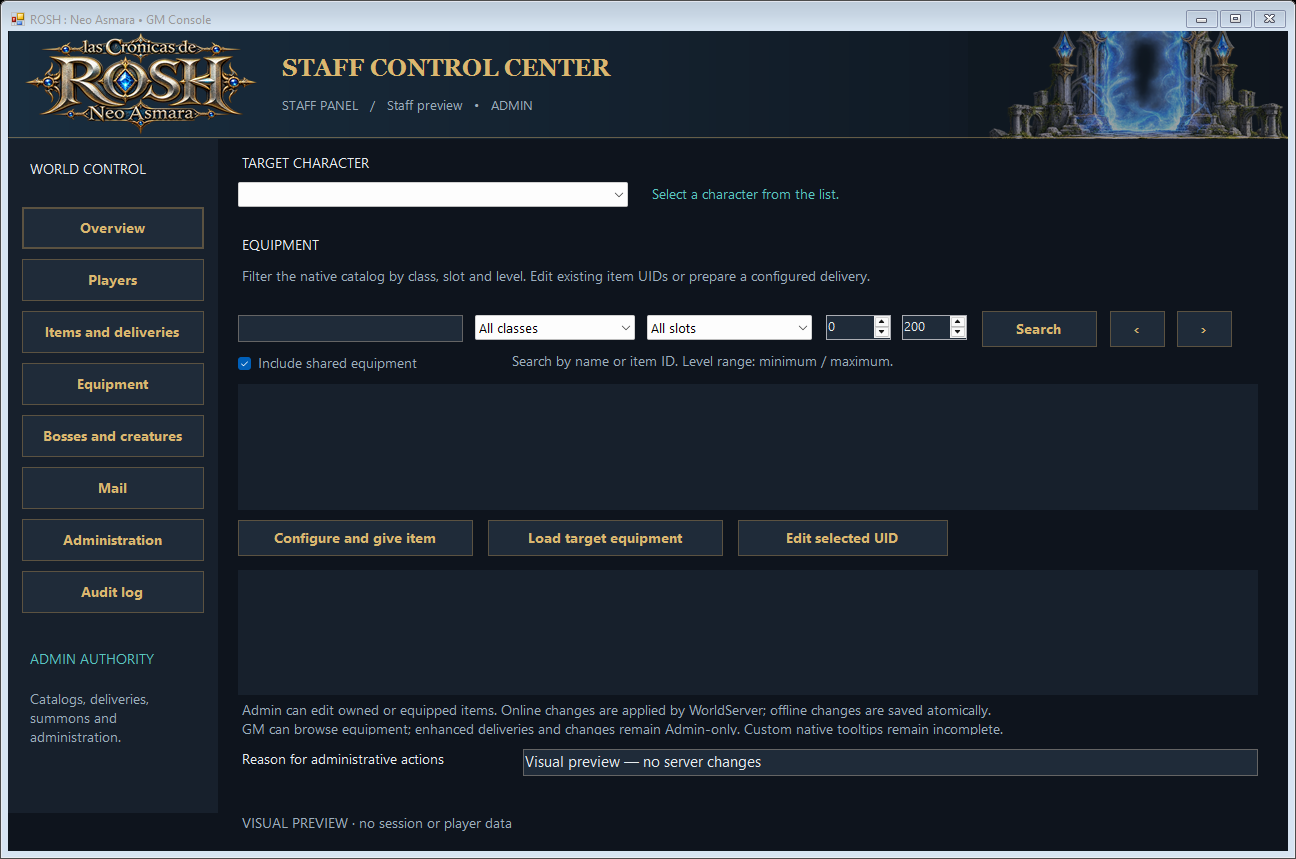 ROSH : Neo Asmara • GM Console
las Crónicas de
ROSH
Neo Asmara
STAFF CONTROL CENTER
STAFF PANEL / Staff preview • ADMIN
WORLD CONTROL
Overview
Players
Items and deliveries
Equipment
Bosses and creatures
Mail
Administration
Audit log
ADMIN AUTHORITY
Catalogs, deliveries,
summons and
administration.
TARGET CHARACTER
Select a character from the list.
EQUIPMENT
Filter the native catalog by class, slot and level. Edit existing item UIDs or prepare a configured delivery.
All classes All slots 0 200 Search < >
Include shared equipment Search by name or item ID. Level range: minimum / maximum.
Configure and give item Load target equipment Edit selected UID
Admin can edit owned or equipped items. Online changes are applied by WorldServer; offline changes are saved atomically.
GM can browse equipment; enhanced deliveries and changes remain Admin-only. Custom native tooltips remain incomplete.
Reason for administrative actions Visual preview — no server changes
VISUAL PREVIEW · no session or player data